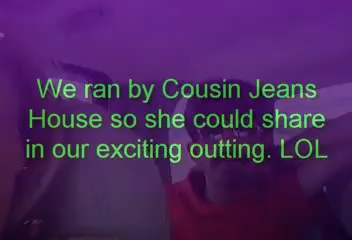 We ran by Cousin Jeans
House so she could share
in our exciting outting. LOL